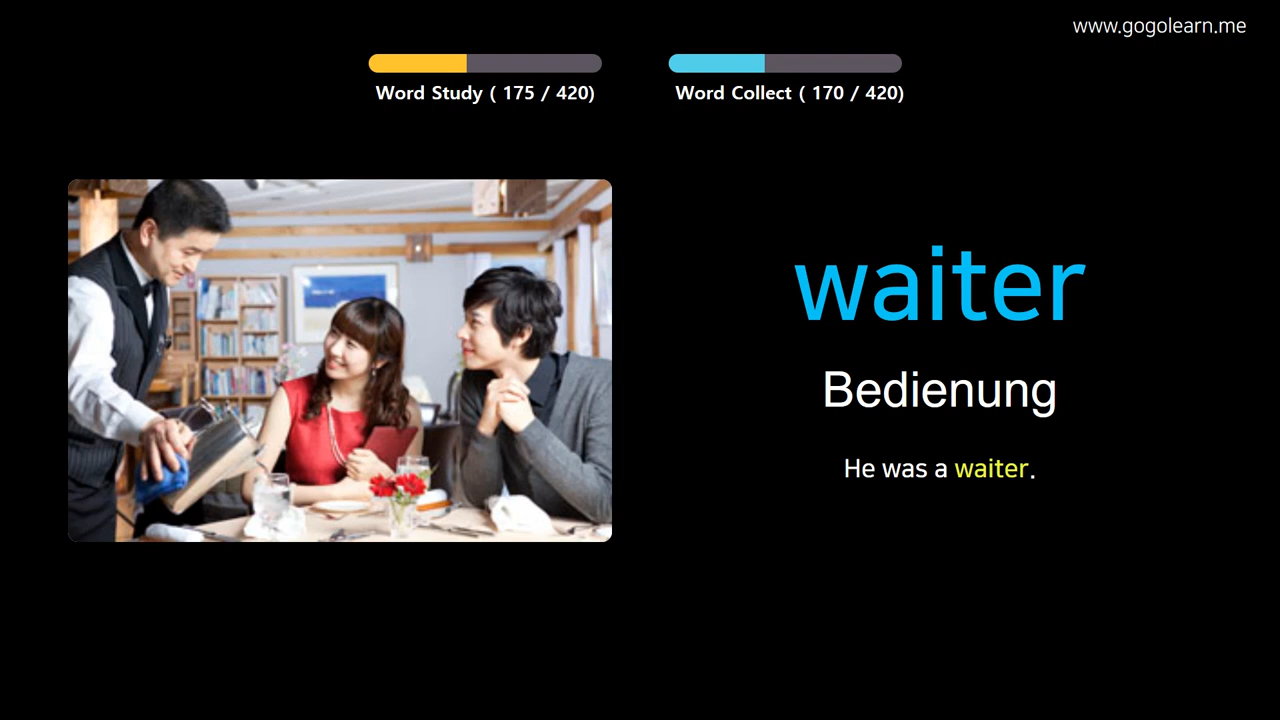 www.gogolearn.me
Word Study ( 175 / 420)
Word Collect ( 170 / 420)
waiter
Bedienung
He was a waiter.